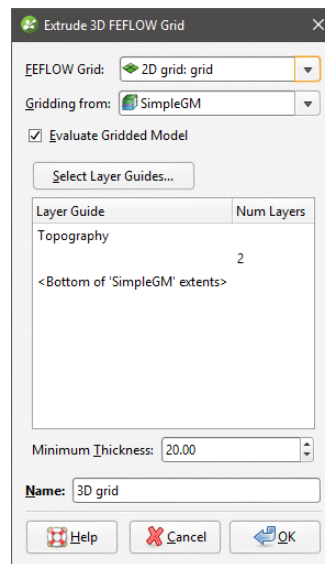 Extrude 3D FEFLOW Grid
FEFLOW Grid: 2D grid: grid
Gridding from: SimpleGM
Evaluate Gridded Model
Select Layer Guides...
Layer Guide Num Layers
Topography
2
<Bottom of 'SimpleGM' extents>
Minimum Thickness: 20.00
Name: 3D grid
Help Cancel OK